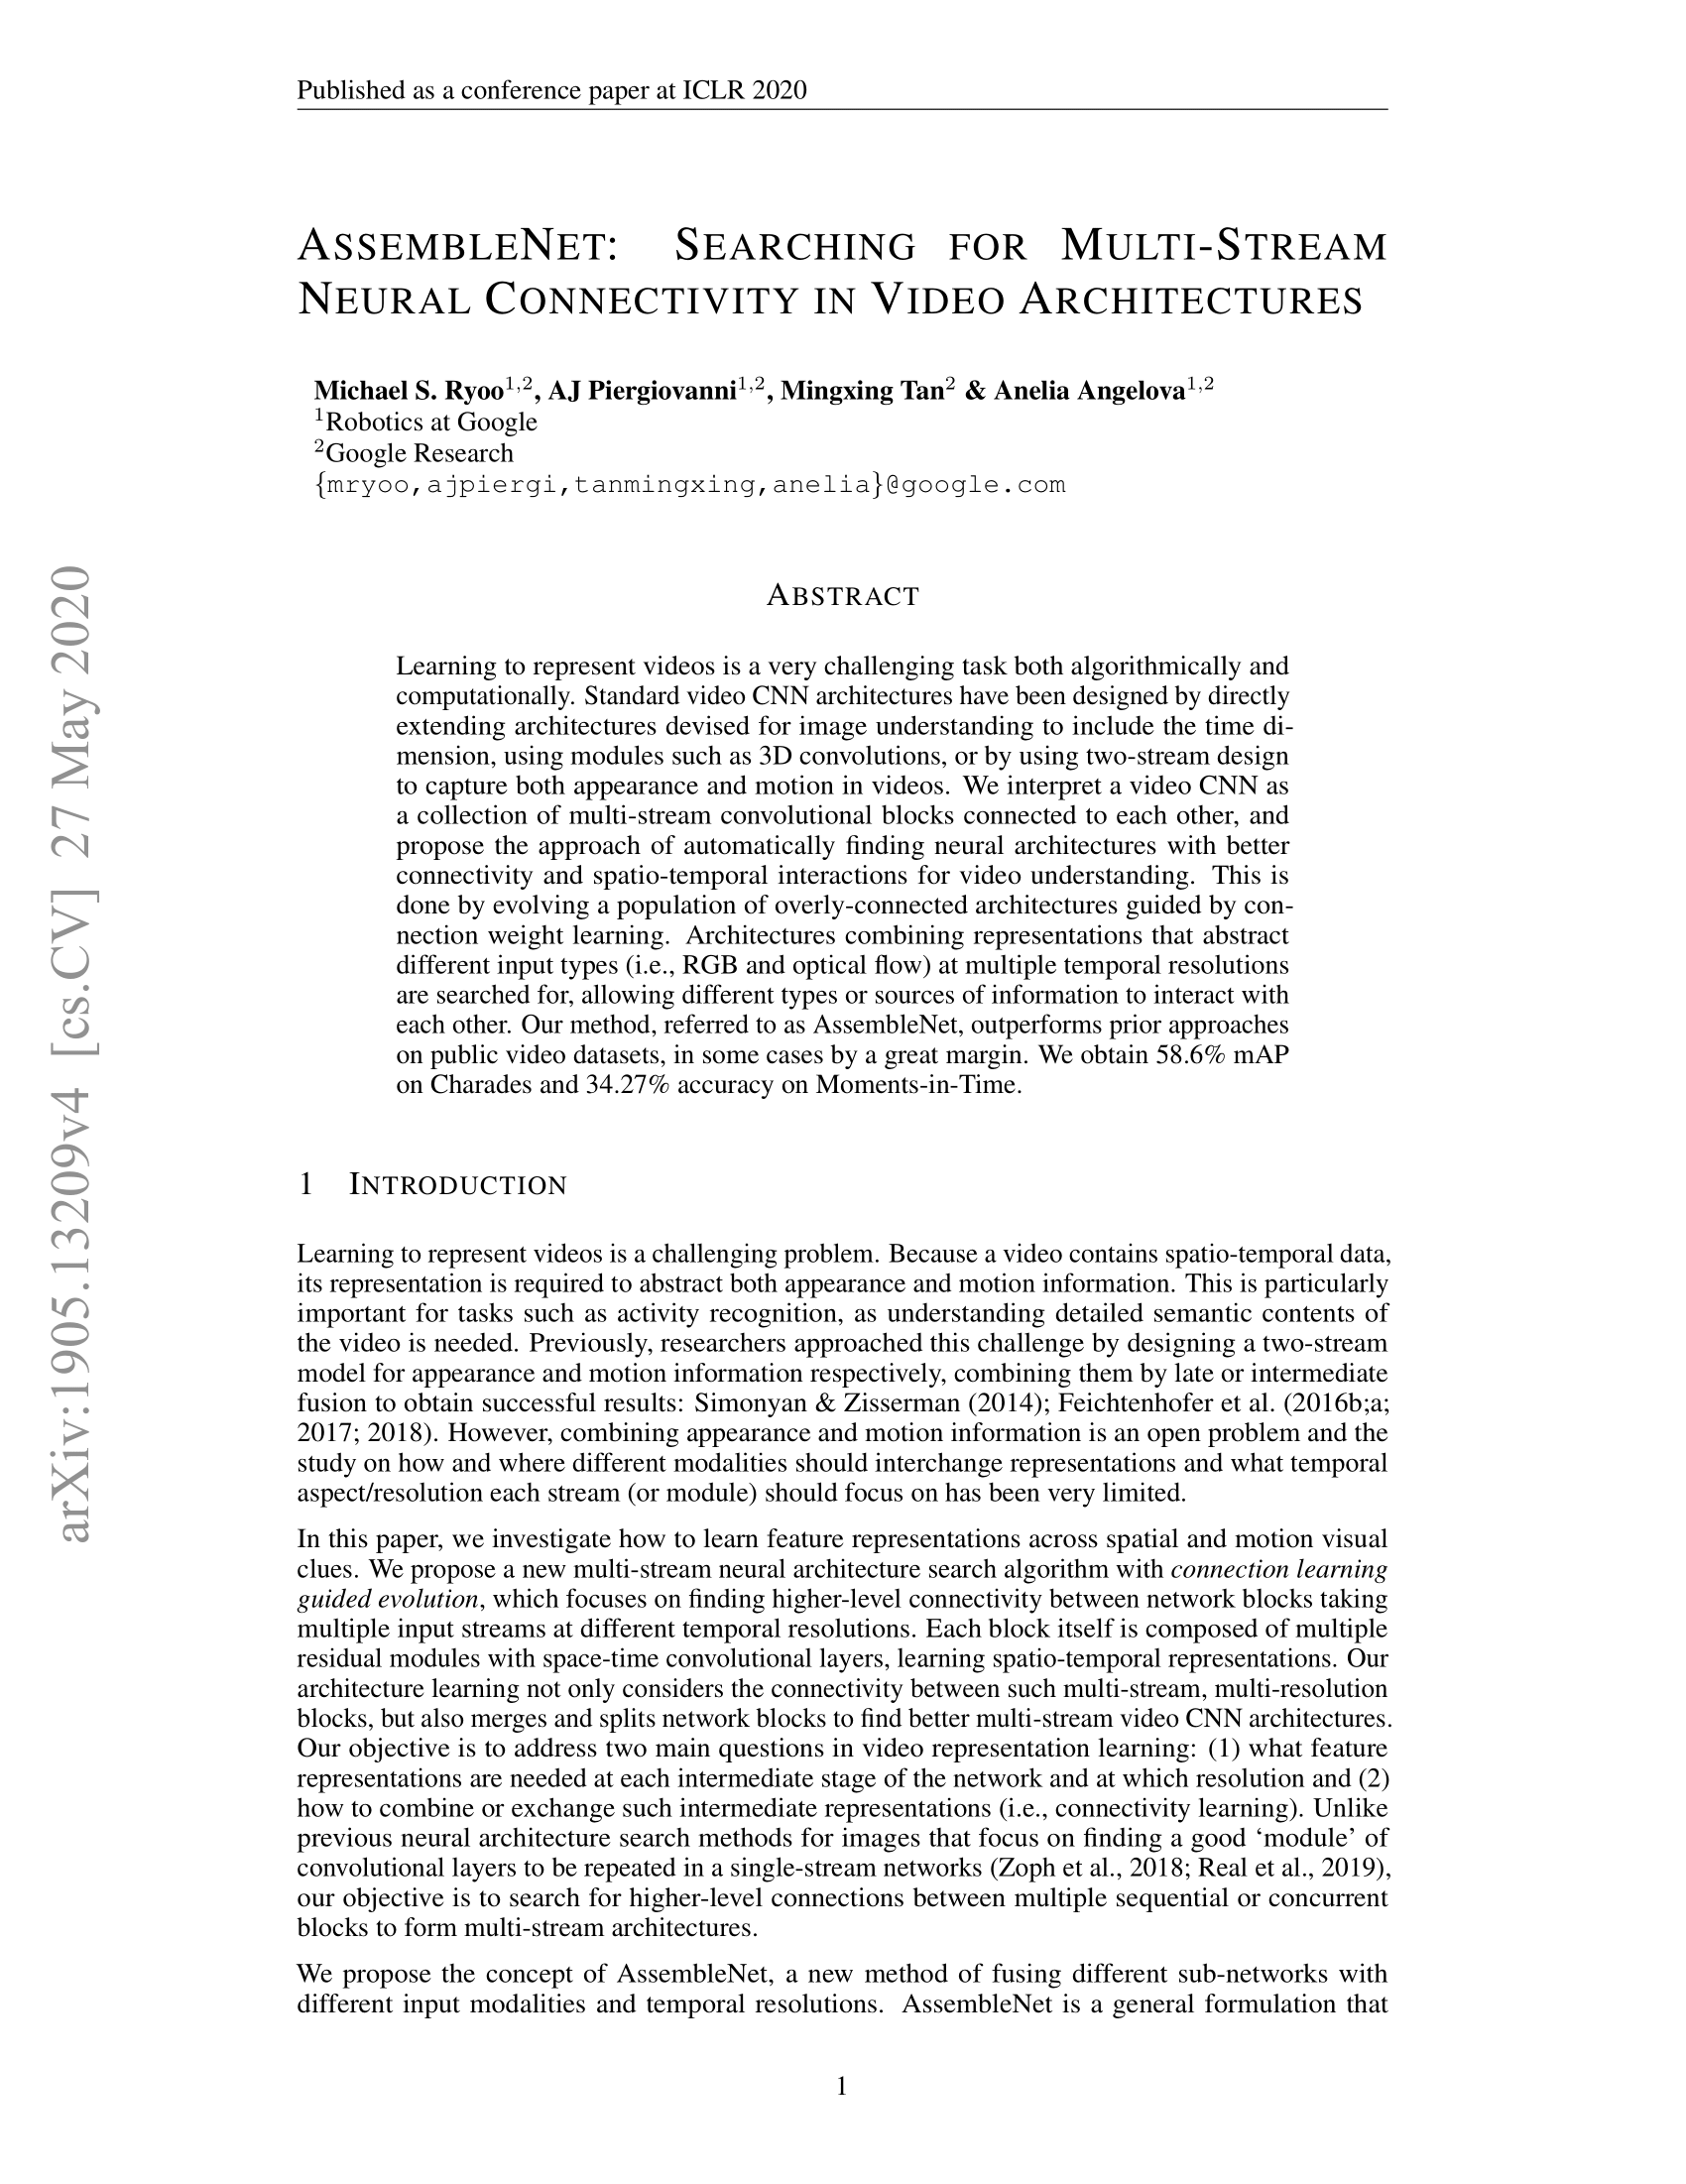 Published as a conference paper at ICLR 2020
ASSEMBLENET: SEARCHING FOR MULTI-STREAM
NEURAL CONNECTIVITY IN VIDEO ARCHITECTURES
Michael S. Ryoo1,2, AJ Piergiovanni1,2, Mingxing Tan2 & Anelia Angelova1,2
1Robotics at Google
2Google Research
{mryoo,ajpiergi,tanmingxing,anelia}@google.com
ABSTRACT
Learning to represent videos is a very challenging task both algorithmically and
computationally. Standard video CNN architectures have been designed by directly
extending architectures devised for image understanding to include the time di-
mension, using modules such as 3D convolutions, or by using two-stream design
to capture both appearance and motion in videos. We interpret a video CNN as
a collection of multi-stream convolutional blocks connected to each other, and
propose the approach of automatically finding neural architectures with better
connectivity and spatio-temporal interactions for video understanding. This is
done by evolving a population of overly-connected architectures guided by con-
nection weight learning. Architectures combining representations that abstract
different input types (i.e., RGB and optical flow) at multiple temporal resolutions
are searched for, allowing different types or sources of information to interact with
each other. Our method, referred to as AssembleNet, outperforms prior approaches
on public video datasets, in some cases by a great margin. We obtain 58.6% mAP
on Charades and 34.27% accuracy on Moments-in-Time.
1 INTRODUCTION
Learning to represent videos is a challenging problem. Because a video contains spatio-temporal data,
its representation is required to abstract both appearance and motion information. This is particularly
important for tasks such as activity recognition, as understanding detailed semantic contents of
the video is needed. Previously, researchers approached this challenge by designing a two-stream
model for appearance and motion information respectively, combining them by late or intermediate
fusion to obtain successful results: Simonyan & Zisserman (2014); Feichtenhofer et al. (2016b;a;
2017; 2018). However, combining appearance and motion information is an open problem and the
study on how and where different modalities should interchange representations and what temporal
aspect/resolution each stream (or module) should focus on has been very limited.
In this paper, we investigate how to learn feature representations across spatial and motion visual
clues. We propose a new multi-stream neural architecture search algorithm with connection learning
guided evolution, which focuses on finding higher-level connectivity between network blocks taking
multiple input streams at different temporal resolutions. Each block itself is composed of multiple
residual modules with space-time convolutional layers, learning spatio-temporal representations. Our
architecture learning not only considers the connectivity between such multi-stream, multi-resolution
blocks, but also merges and splits network blocks to find better multi-stream video CNN architectures.
Our objective is to address two main questions in video representation learning: (1) what feature
representations are needed at each intermediate stage of the network and at which resolution and (2)
how to combine or exchange such intermediate representations (i.e., connectivity learning). Unlike
previous neural architecture search methods for images that focus on finding a good ‘module’ of
convolutional layers to be repeated in a single-stream networks (Zoph et al., 2018; Real et al., 2019),
our objective is to search for higher-level connections between multiple sequential or concurrent
blocks to form multi-stream architectures.
We propose the concept of AssembleNet, a new method of fusing different sub-networks with
different input modalities and temporal resolutions. AssembleNet is a general formulation that
1
arXiv:1905.13209v4 [cs.CV] 27 May 2020